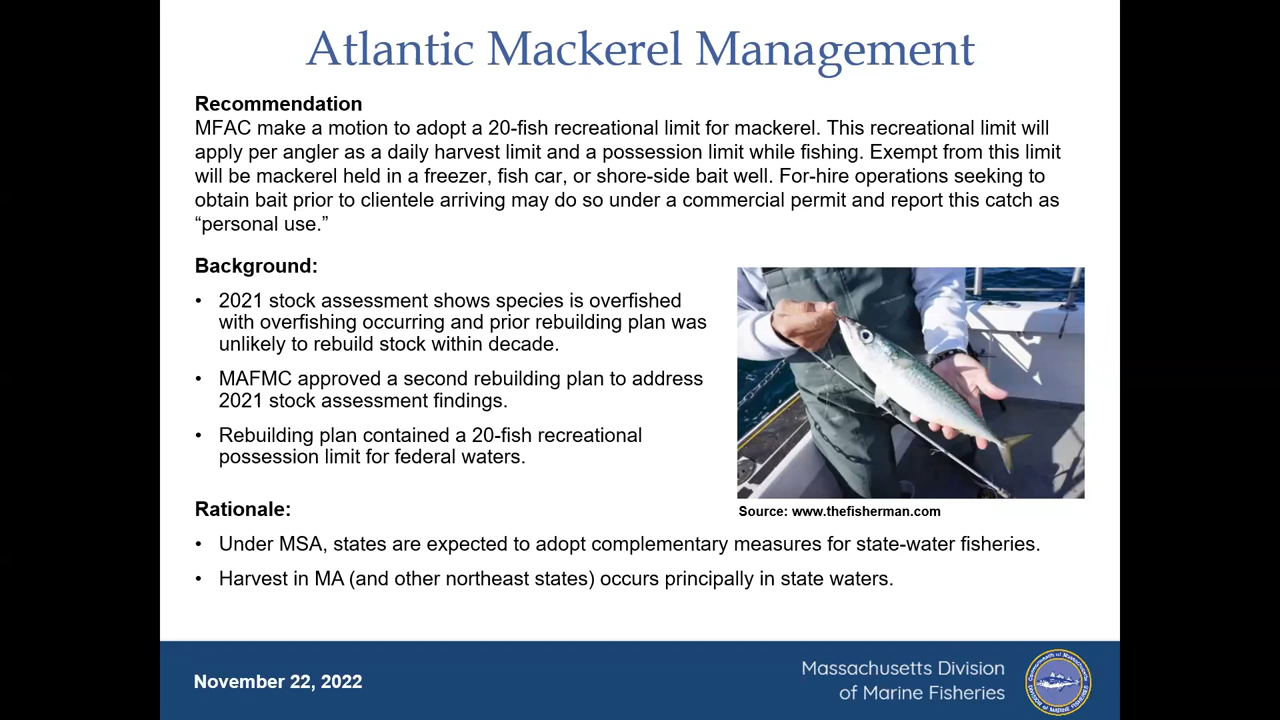 Atlantic Mackerel Management
Recommendation
MFAC make a motion to adopt a 20-fish recreational limit for mackerel. This recreational limit will
apply per angler as a daily harvest limit and a possession limit while fishing. Exempt from this limit
will be mackerel held in a freezer, fish car, or shore-side bait well. For-hire operations seeking to
obtain bait prior to clientele arriving may do so under a commercial permit and report this catch as
“personal use.”
Background:
• 2021 stock assessment shows species is overfished
with overfishing occurring and prior rebuilding plan was
unlikely to rebuild stock within decade.
• MAFMC approved a second rebuilding plan to address
2021 stock assessment findings.
• Rebuilding plan contained a 20-fish recreational
possession limit for federal waters.
Source: www.thefisherman.com
Rationale:
• Under MSA, states are expected to adopt complementary measures for state-water fisheries.
• Harvest in MA (and other northeast states) occurs principally in state waters.
November 22, 2022
Massachusetts Division
of Marine Fisheries
Commonwealth of Massachusetts
DIVISION of MARINE FISHERIES